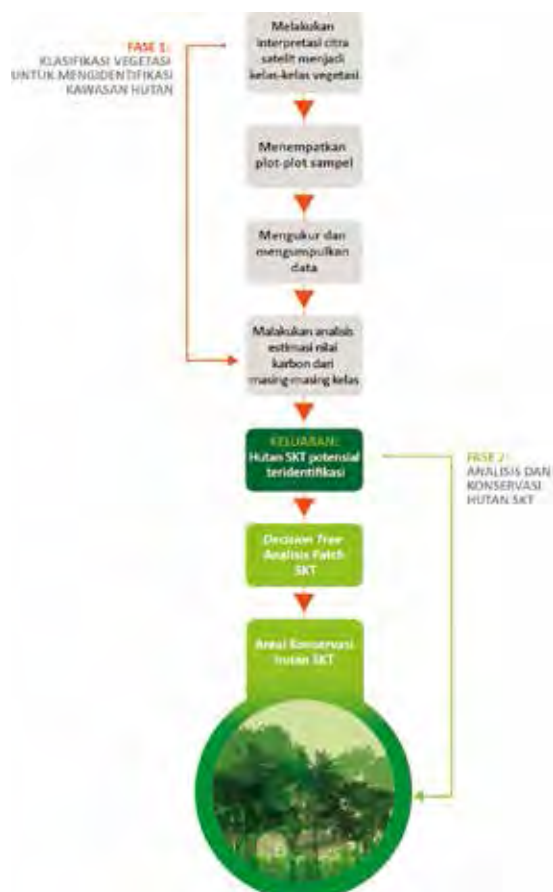 Melakukan
interpretasi citra
satelit menjadi
kelas-kelas vegetasi
FASE 1:
KLASIFIKASI VEGETASI
UNTUK MENGIDENTIFIKASI
KAWASAN HUTAN
Menempatkan
plot-plot sampel
Mengukur dan
mengumpulkan
data
Malakukan analisis
estimasi nilai
karbon dari
masing-masing kelas
KELUARAN:
Hutan SKT potensial
teridentifikasi
FASE 2:
ANALISIS DAN
KONSERVASI
HUTAN SKT
Decision Tree
Analisis Patch
SKT
Areal Konservasi
Hutan SKT